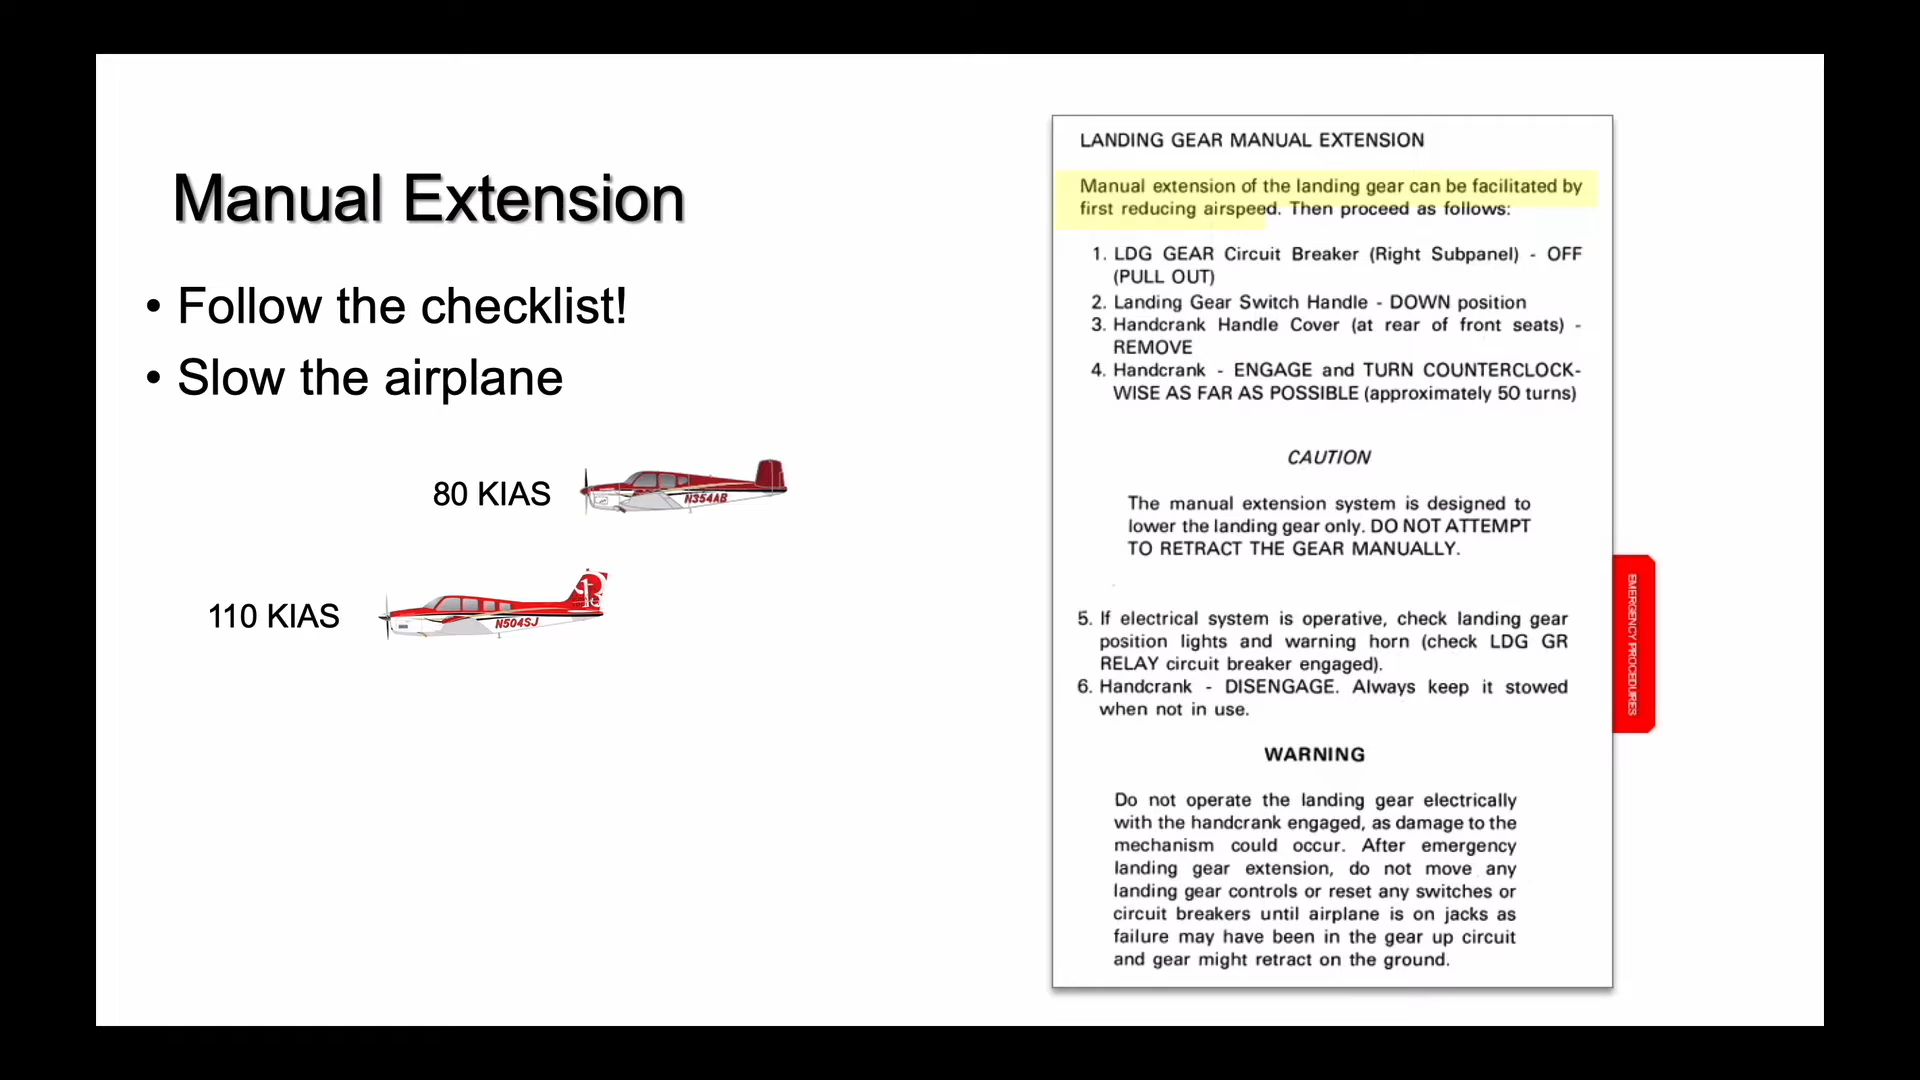 Manual Extension
• Follow the checklist!
• Slow the airplane
80 KIAS
N354AB
110 KIAS
N504SJ
LANDING GEAR MANUAL EXTENSION
Manual extension of the landing gear can be facilitated by
first reducing airspeed. Then proceed as follows:
1. LDG GEAR Circuit Breaker (Right Subpanel) - OFF
(PULL OUT)
2. Landing Gear Switch Handle - DOWN position
3. Handcrank Handle Cover (at rear of front seats) -
REMOVE
4. Handcrank - ENGAGE and TURN COUNTERCLOCK-
WISE AS FAR AS POSSIBLE (approximately 50 turns)
CAUTION
The manual extension system is designed to
lower the landing gear only. DO NOT ATTEMPT
TO RETRACT THE GEAR MANUALLY.
5. If electrical system is operative, check landing gear
position lights and warning horn (check LDG GR
RELAY circuit breaker engaged).
6. Handcrank - DISENGAGE. Always keep it stowed
when not in use.
WARNING
Do not operate the landing gear electrically
with the handcrank engaged, as damage to the
mechanism could occur. After emergency
landing gear extension, do not move any
landing gear controls or reset any switches or
circuit breakers until airplane is on jacks as
failure may have been in the gear up circuit
and gear might retract on the ground.
EMERGENCY PROCEDURES